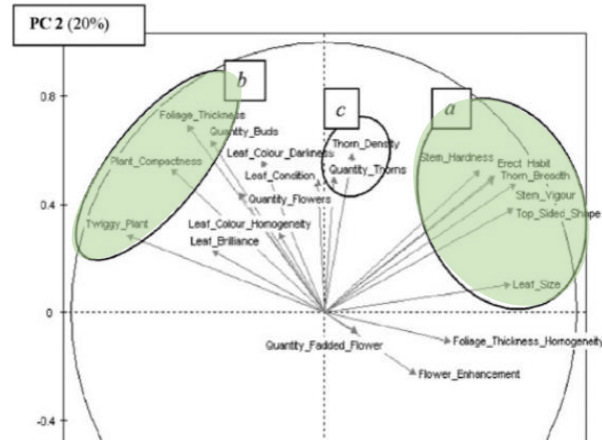 PC 2 (20%)
b
c
a
0.8
Foliage_Thickness
Quantity_Buds
Thorn_Density
Leaf_Colour_Darkness
Plant_Compactness
Stem_Hardness
Erect_Habit
Leaf_Condition
Quantity_Thorns
Thorn_Breadth
Quantity_Flowers
Stem_Vigour
0.4
Twiggy_Plant
Leaf_Colour_Homogeneity
Top_Sided_Shape
Leaf_Brilliance
Leaf_Size
0
Quantity_Fadded_Flower
Foliage_Thickness_Homogeneity
Flower_Enhancement
-0.4